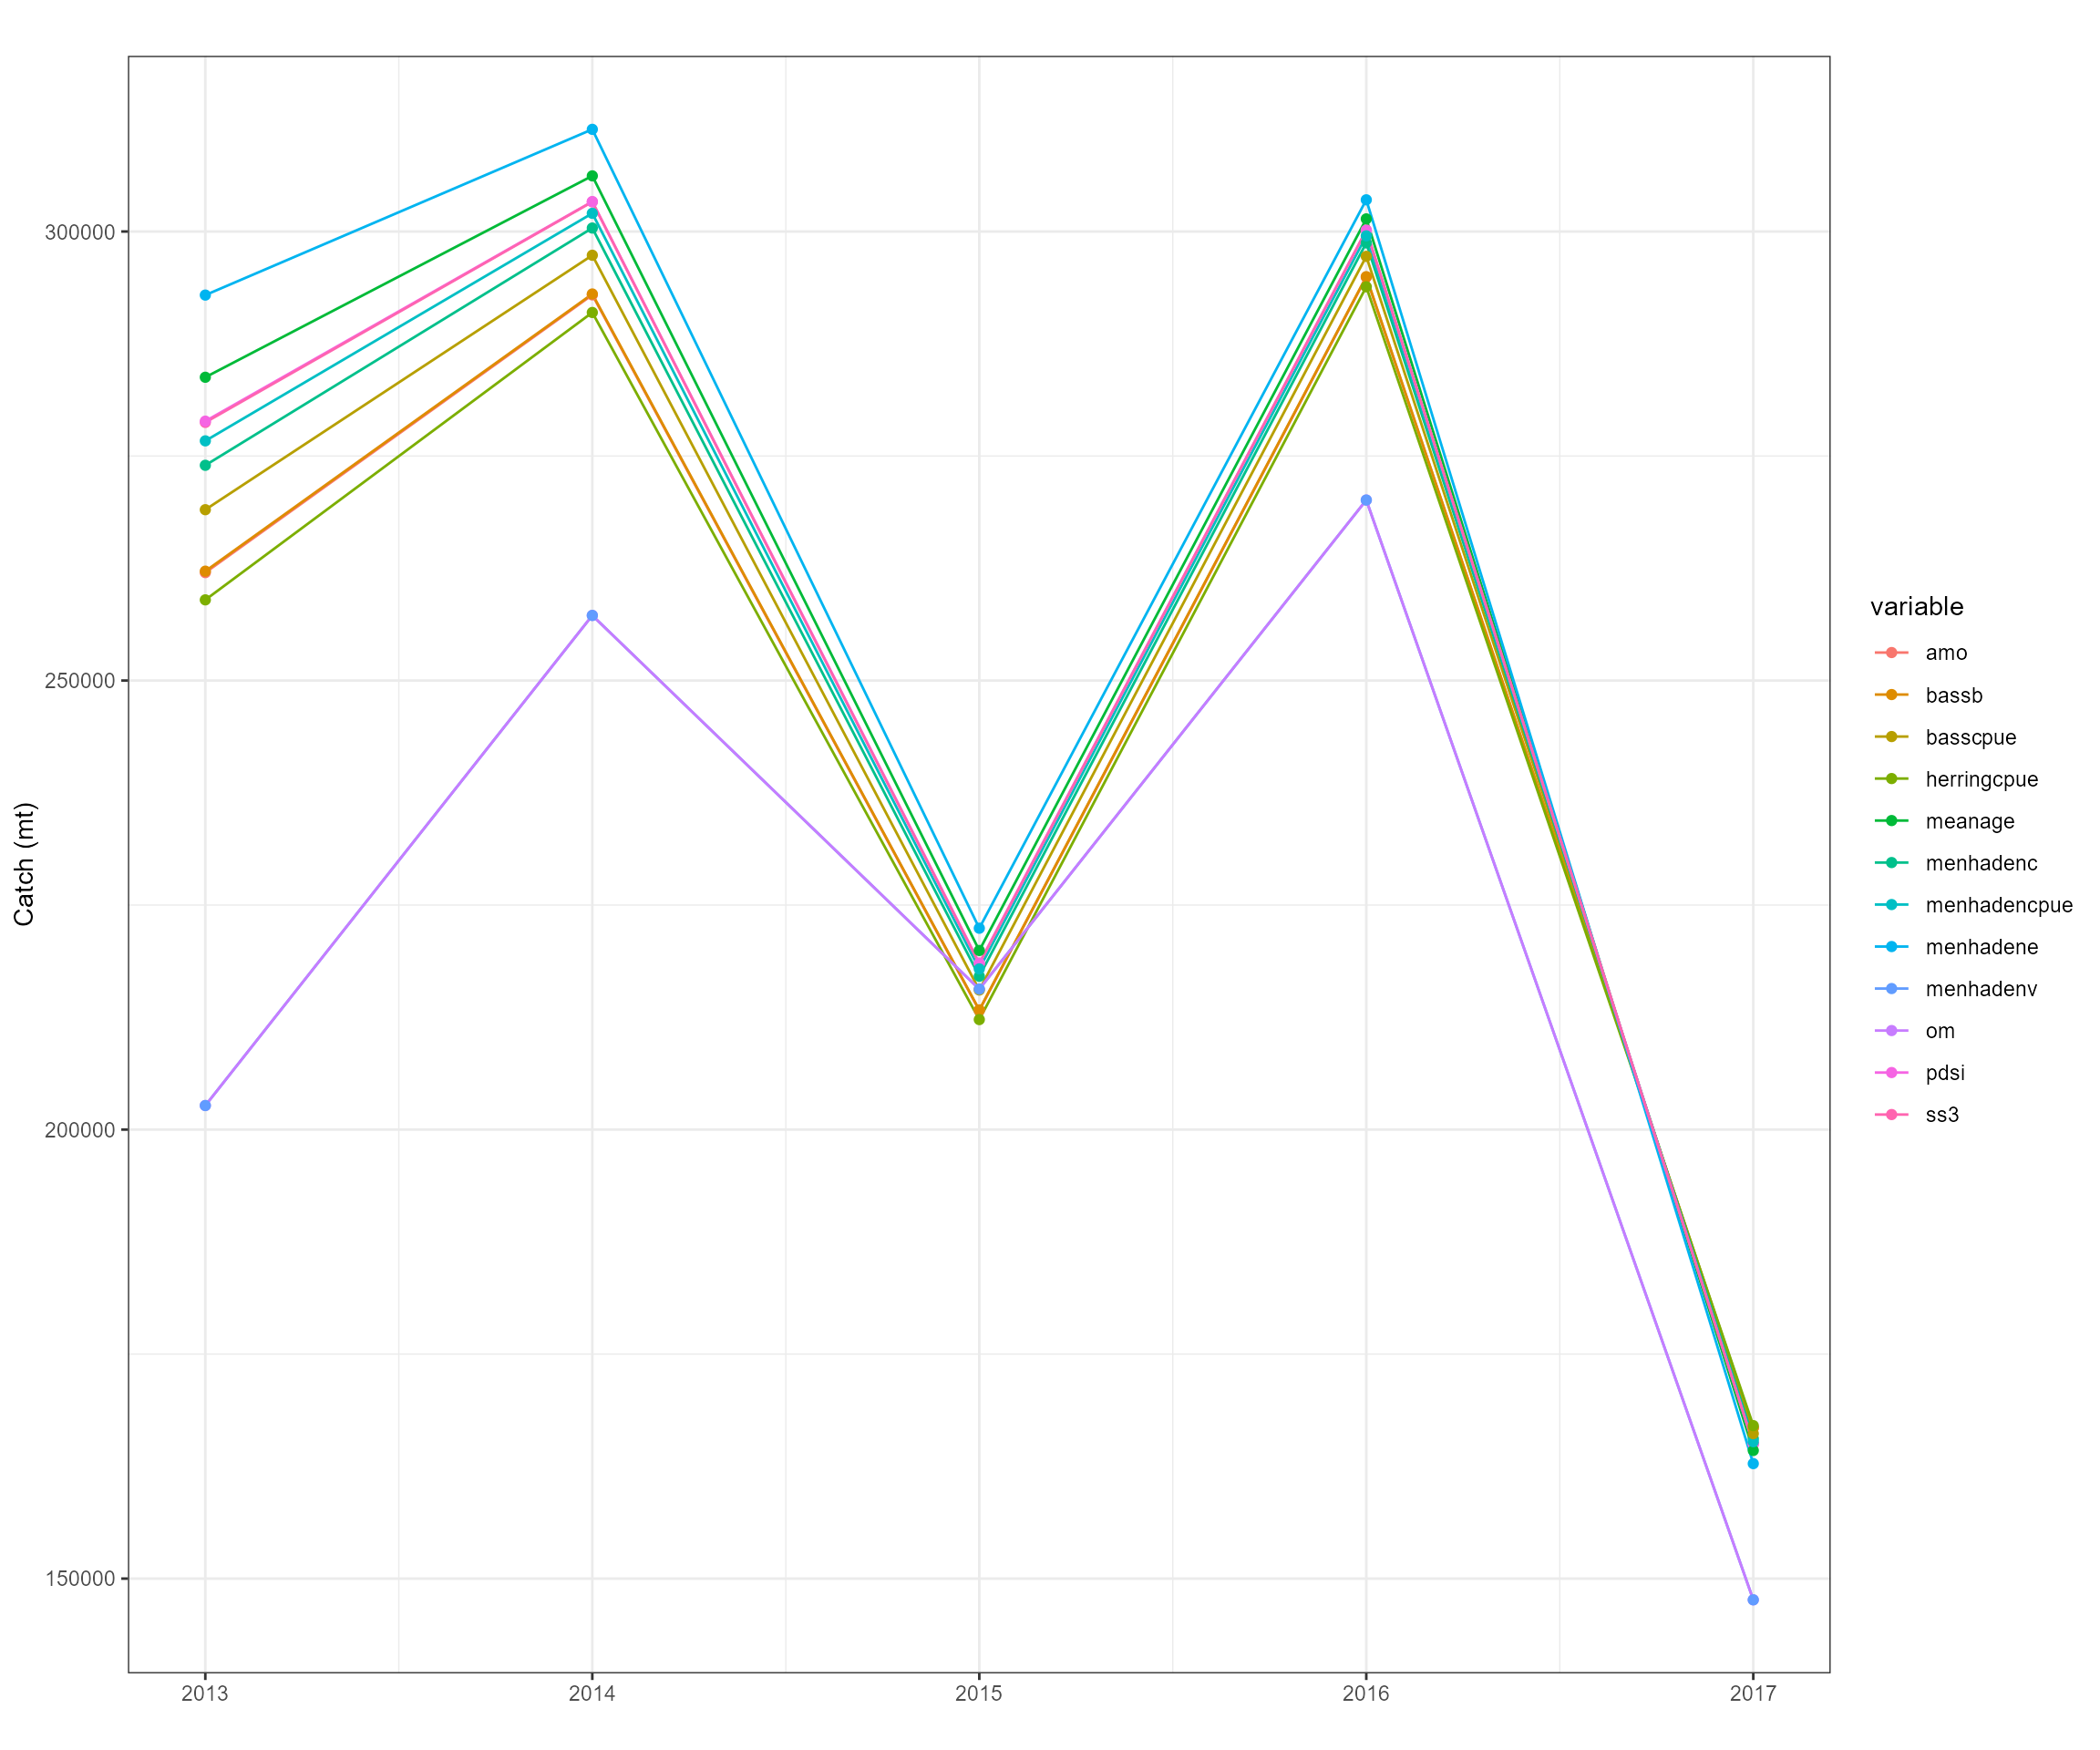 300000
250000
200000
150000
Catch (mt)
2013
2014
2015
2016
2017
variable
amo
bassb
basscpue
herringcpue
meanage
menhadenc
menhadencpue
menhadene
menhadenv
om
pdsi
ss3